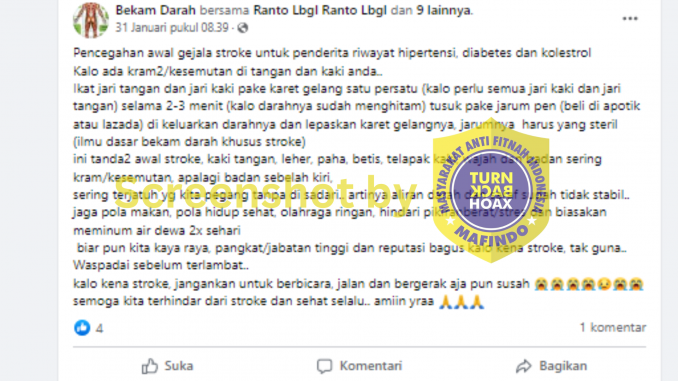 Bekam Darah bersama Ranto Lbgl Ranto Lbgl dan 9 lainnya.
31 Januari pukul 08.39 ·
Pencegahan awal gejala stroke untuk penderita riwayat hipertensi, diabetes dan kolestrol
Kalo ada kram2/kesemutan di tangan dan kaki anda..
Ikat jari tangan dan jari kaki pake karet gelang satu persatu (kalo perlu semua jari kaki dan jari
tangan) selama 2-3 menit (kalo darahnya sudah menghitam) tusuk pake jarum pen (beli di apotik
atau lazada) di keluarkan darahnya dan lepaskan karet gelangnya, jarumnya harus yang steril
(ilmu dasar bekam darah khusus stroke)
ini tanda2 awal stroke, kaki tangan, leher, paha, betis, telapak wajah dan badan sering
kram/kesemutan, apalagi badan sebelah kiri,
sering terjatuh yg kita pegang tanpa di sadari.. artinya aliran sudah tidak stabil..
jaga pola makan, pola hidup sehat, olahraga ringan, hindari berat/stres dan biasakan
meminum air dewa 2x sehari
biar pun kita kaya raya, pangkat/jabatan tinggi dan reputasi bagus kalo kena stroke, tak guna..
Waspadai sebelum terlambat..
kalo kena stroke, jangankan untuk berbicara, jalan dan bergerak aja pun susah 😭😭😭😭😢😭😭
semoga kita terhindar dari stroke dan sehat selalu.. amiin yraa 🙏🙏🙏
4
1 komentar
Suka
Komentari
Bagikan
Screenshot by
MASYARAKAT ANTI FITNAH INDONESIA
TURN
BACK
HOAX
MAFINDO